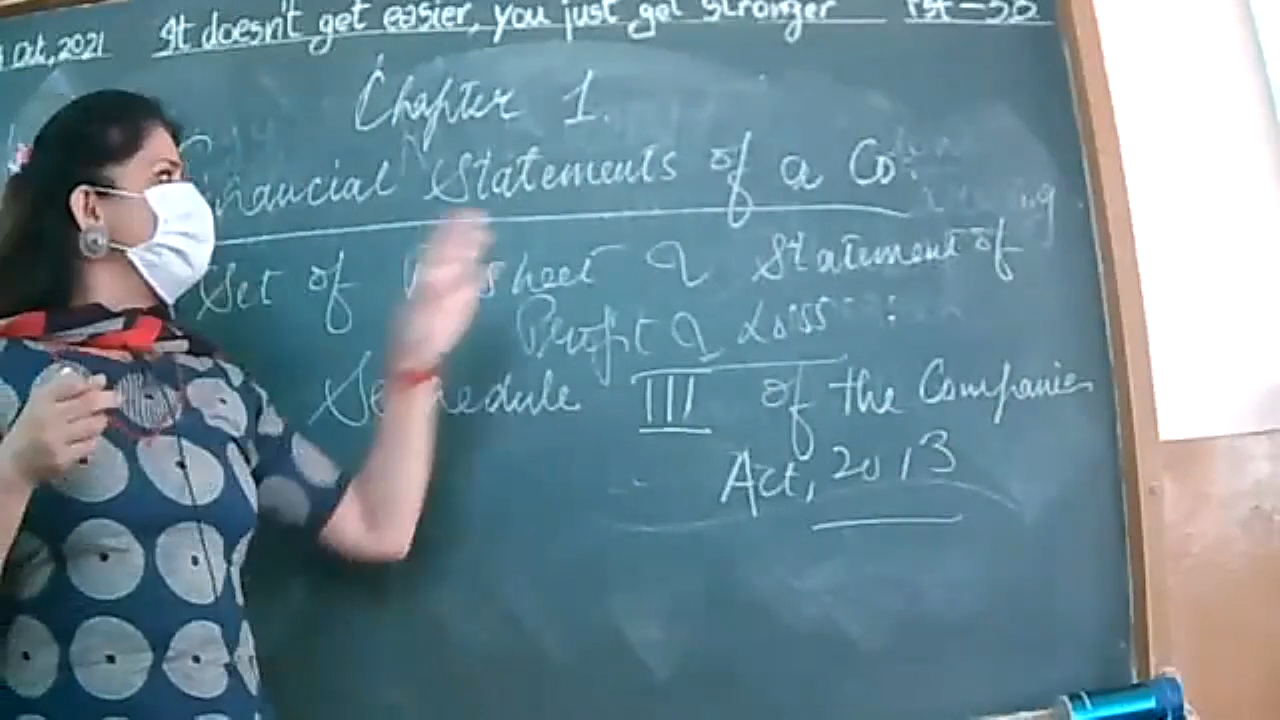 Oct, 2021 It doesn't get easier, you just get stronger
Chapter 1.
Financial Statements of a Co.
Set of sheet & Statement of
Profit & Loss :
Schedule III of the Companies
Act, 2013